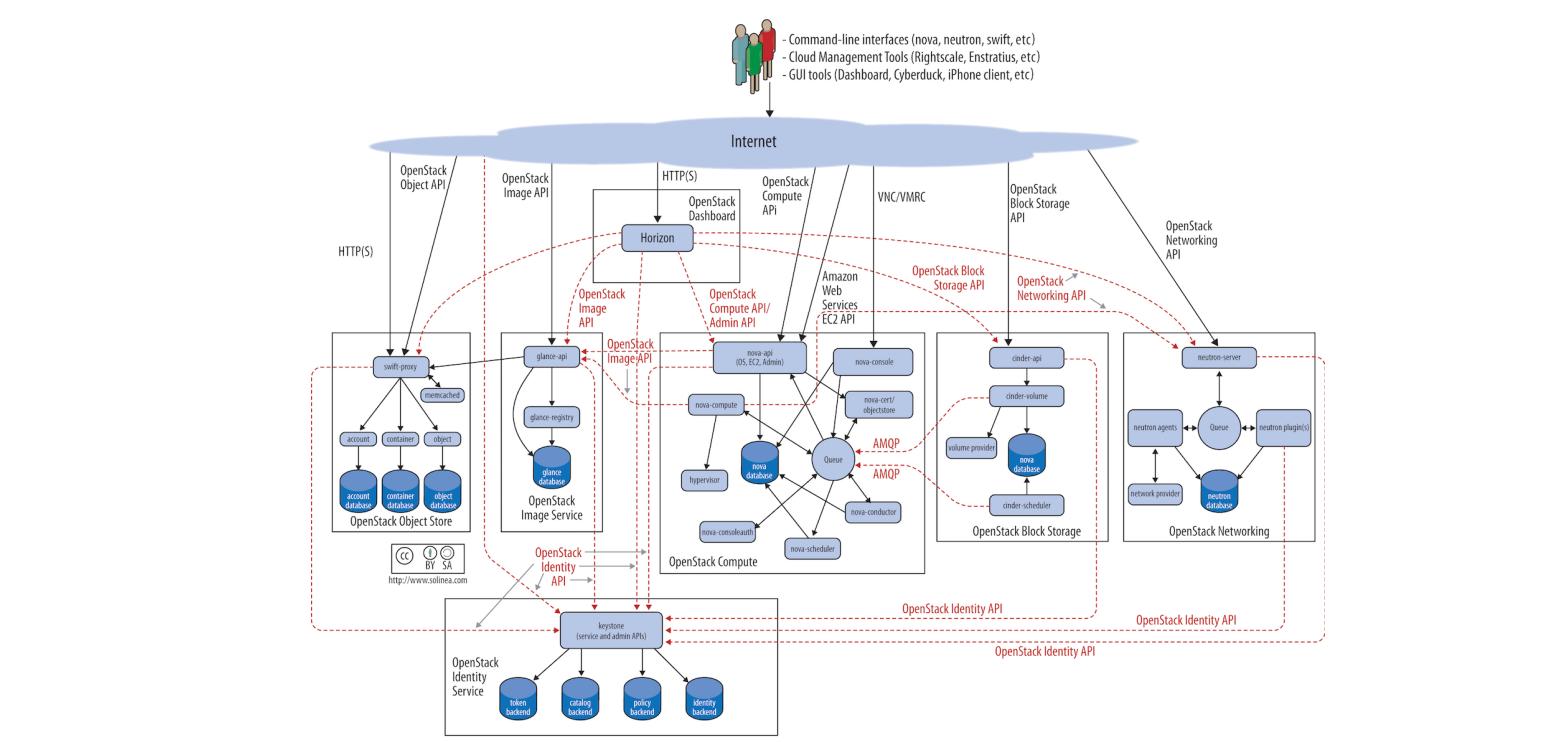 - Command-line interfaces (nova, neutron, swift, etc)
- Cloud Management Tools (Rightscale, Enstratius, etc)
- GUI tools (Dashboard, Cyberduck, iPhone client, etc)
Internet
OpenStack
Object API
OpenStack
Image API
HTTP(S)
OpenStack
Compute
APi
VNC/VMRC
OpenStack
Block Storage
API
OpenStack
Networking
API
HTTP(S)
OpenStack
Dashboard
Horizon
OpenStack
Image
API
OpenStack
Compute API/
Admin API
Amazon
Web
Services
EC2 API
OpenStack Block
Storage API
OpenStack
Networking API
OpenStack
Image API
swift-proxy
memcached
account
container
object
account
database
container
database
object
database
OpenStack Object Store
glance-api
glance-registry
glance
database
OpenStack
Image Service
nova-api
(OS, EC2, Admin)
nova-console
nova-compute
nova-cert/
objectstore
hypervisor
nova
database
Queue
nova-conductor
nova-consoleauth
nova-scheduler
OpenStack Compute
AMQP
AMQP
cinder-api
cinder-volume
volume provider
nova
database
cinder-scheduler
OpenStack Block Storage
neutron-server
neutron agents
Queue
neutron plugin(s)
network provider
neutron
database
OpenStack Networking
CC
BY SA
http://www.solinea.com
OpenStack
Identity
API
OpenStack Identity API
OpenStack Identity API
OpenStack Identity API
keystone
(service and admin APIs)
OpenStack
Identity
Service
token
backend
catalog
backend
policy
backend
identity
backend